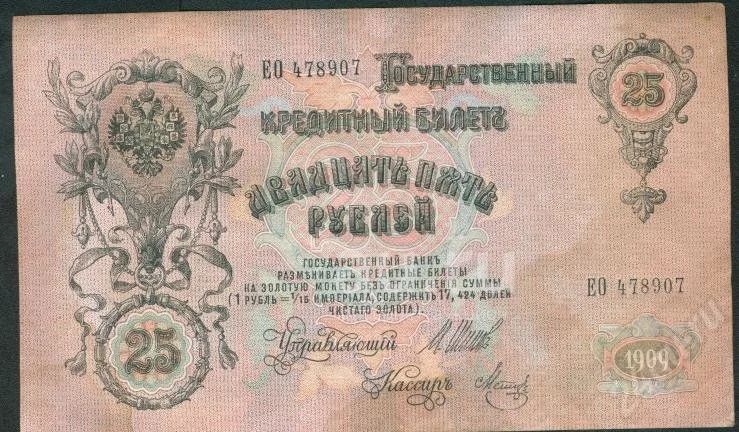 ЕО 478907 Государственный
25
Кредитный Билетъ
Двадцать пять
рублей
ГОСУДАРСТВЕННЫЙ БАНКЪ
РАЗМѢНИВАЕТЪ КРЕДИТНЫЕ БИЛЕТЫ
НА ЗОЛОТУЮ МОНЕТУ БЕЗЪ ОГРАНИЧЕНІЯ СУММЫ
(1 РУБЛЬ = 1/15 ИМПЕРІАЛА, СОДЕРЖИТЪ 17, 424 ДОЛЕЙ
ЧИСТАГО ЗОЛОТА).
ЕО 478907
25
Управляющій
Кассиръ
1909